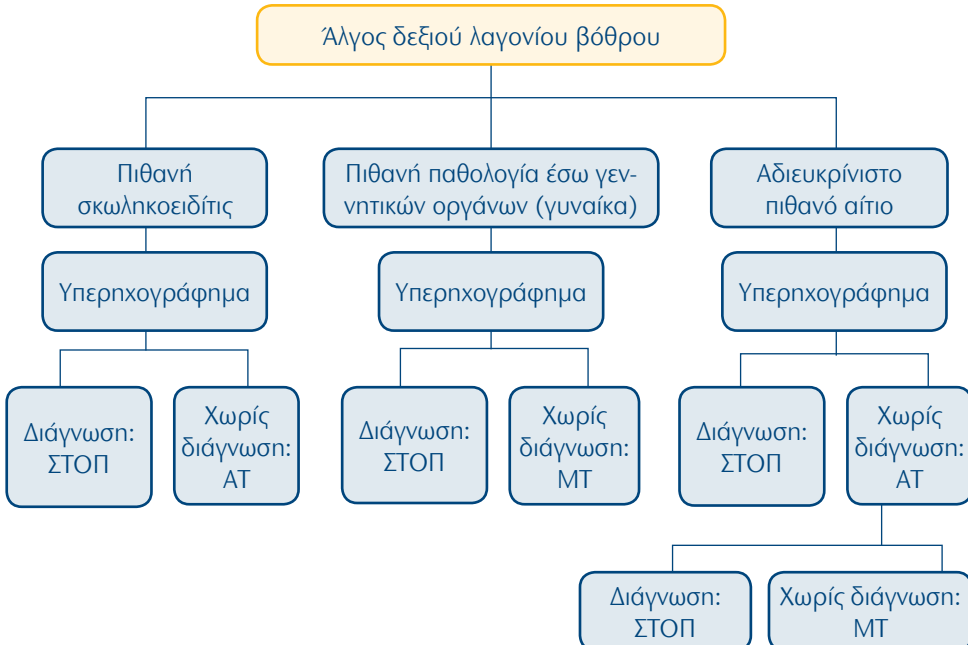 Άλγος δεξιού λαγονίου βόθρου
Πιθανή
σκωληκοειδίτις
Πιθανή παθολογία έσω γεν-
νητικών οργάνων (γυναίκα)
Αδιευκρίνιστο
πιθανό αίτιο
Υπερηχογράφημα
Υπερηχογράφημα
Υπερηχογράφημα
Διάγνωση:
ΣΤΟΠ
Χωρίς
διάγνωση:
ΑΤ
Διάγνωση:
ΣΤΟΠ
Χωρίς
διάγνωση:
ΜΤ
Διάγνωση:
ΣΤΟΠ
Χωρίς
διάγνωση:
ΑΤ
Διάγνωση:
ΣΤΟΠ
Χωρίς διάγνωση:
ΜΤ